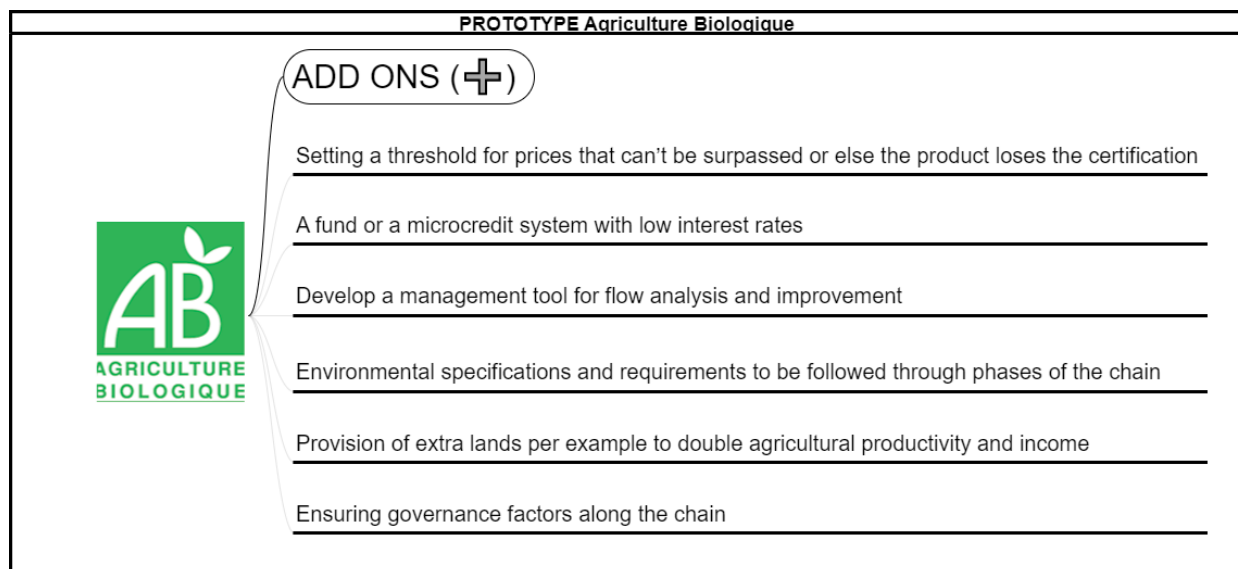 PROTOTYPE Agriculture Biologique
ADD ONS (+)
Setting a threshold for prices that can’t be surpassed or else the product loses the certification
A fund or a microcredit system with low interest rates
Develop a management tool for flow analysis and improvement
AB
AGRICULTURE
BIOLOGIQUE
Environmental specifications and requirements to be followed through phases of the chain
Provision of extra lands per example to double agricultural productivity and income
Ensuring governance factors along the chain